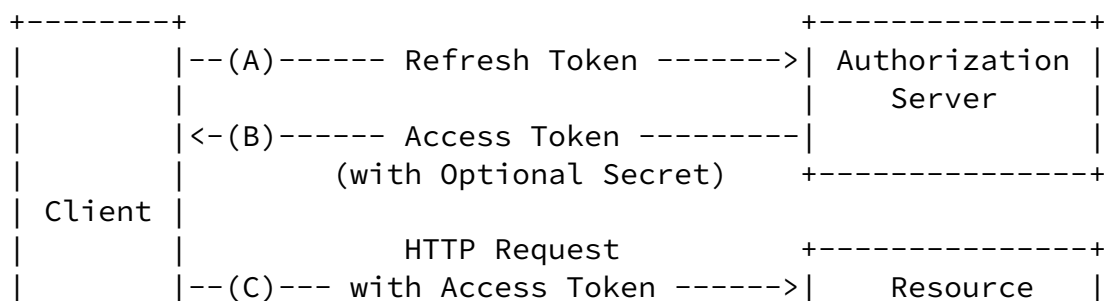 +--------+                               +---------------+
|        |--(A)------ Refresh Token ------->| Authorization |
|        |                               |    Server     |
|        |<-(B)------ Access Token ---------|               |
|        |        (with Optional Secret)    +---------------+
| Client |
|        |            HTTP Request          +---------------+
|        |--(C)--- with Access Token ------>|   Resource    |